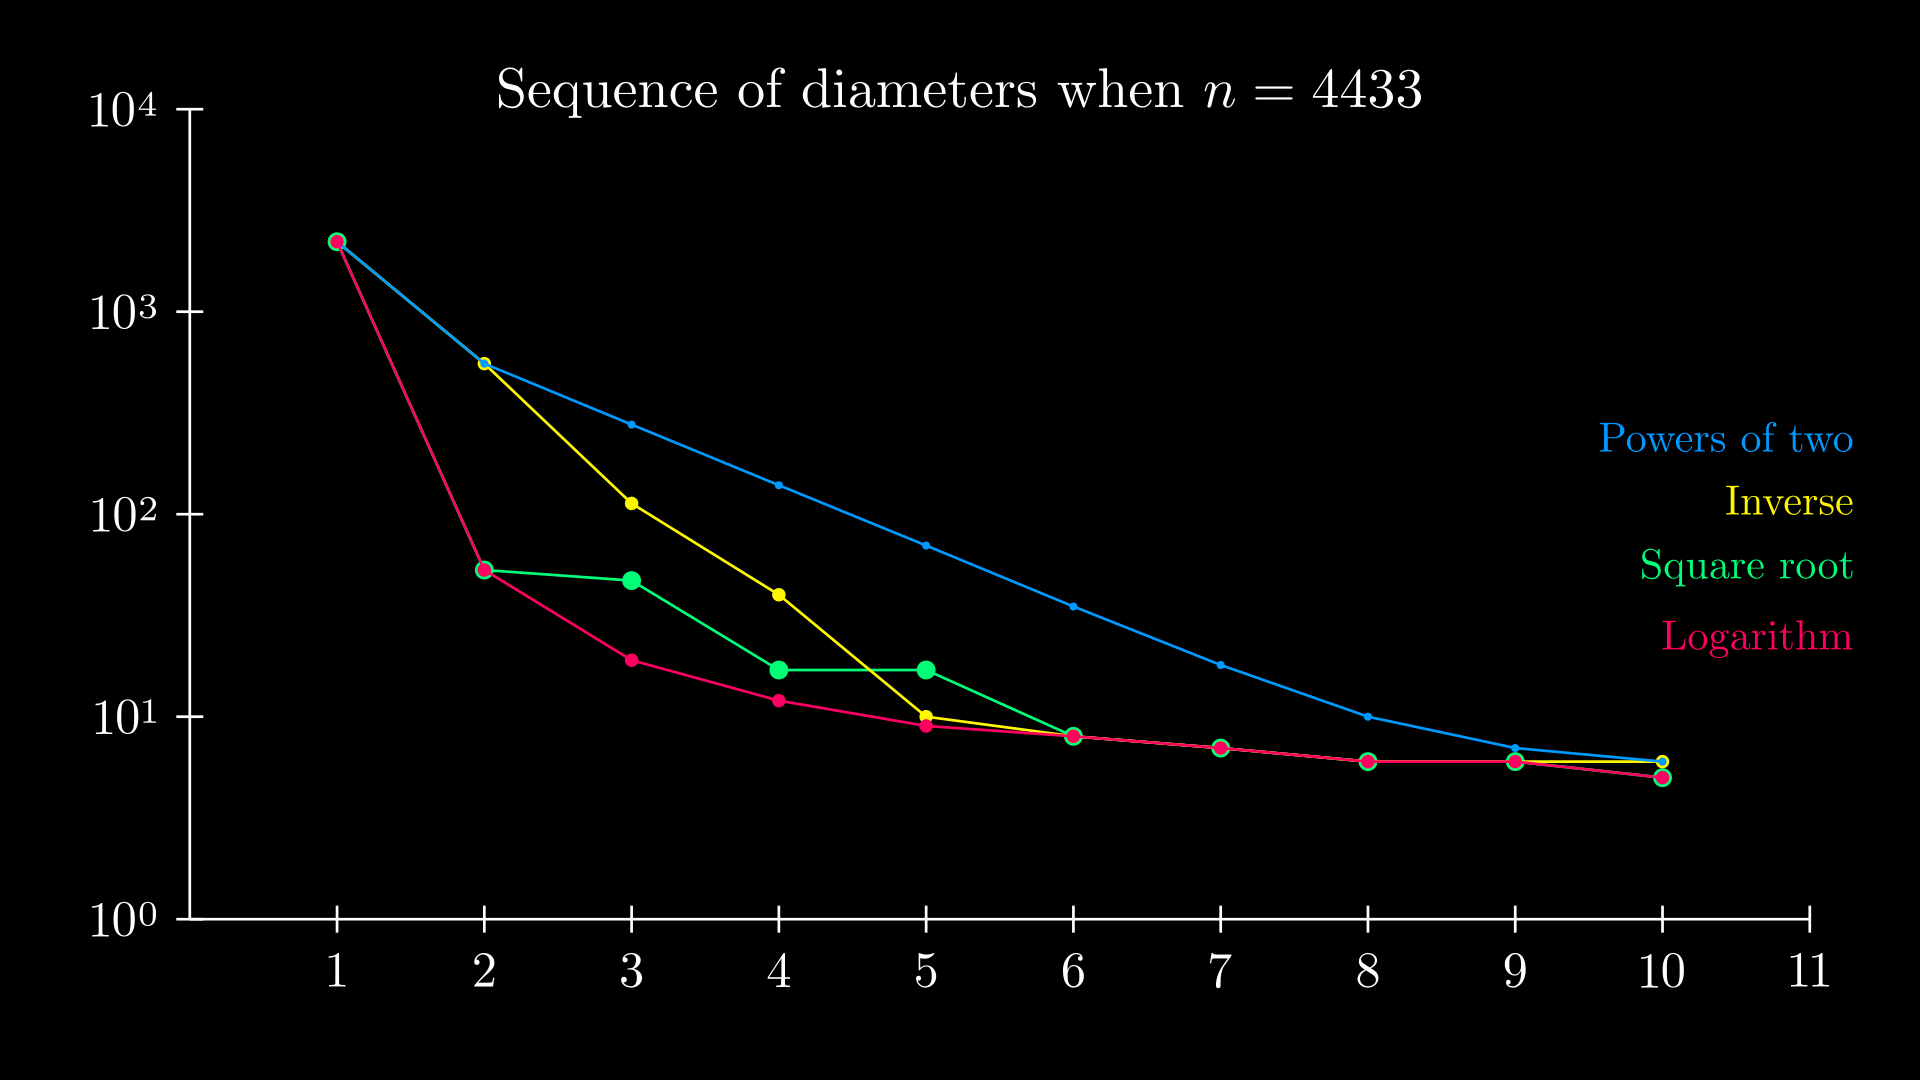 Sequence of diameters when n = 4433
10⁴
10³
10²
10¹
10⁰
1 2 3 4 5 6 7 8 9 10 11
Powers of two
Inverse
Square root
Logarithm